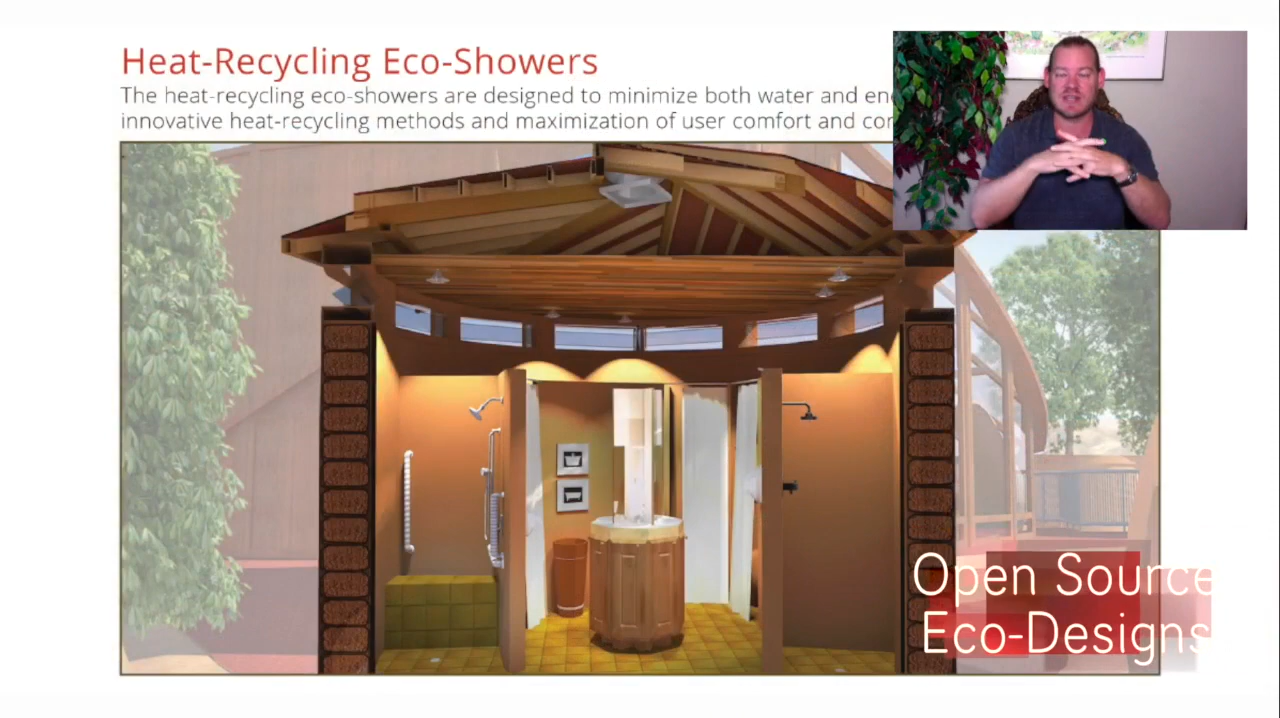 Heat-Recycling Eco-Showers
The heat-recycling eco-showers are designed to minimize both water and
innovative heat-recycling methods and maximization of user comfort and
Open Source
Eco-Designs